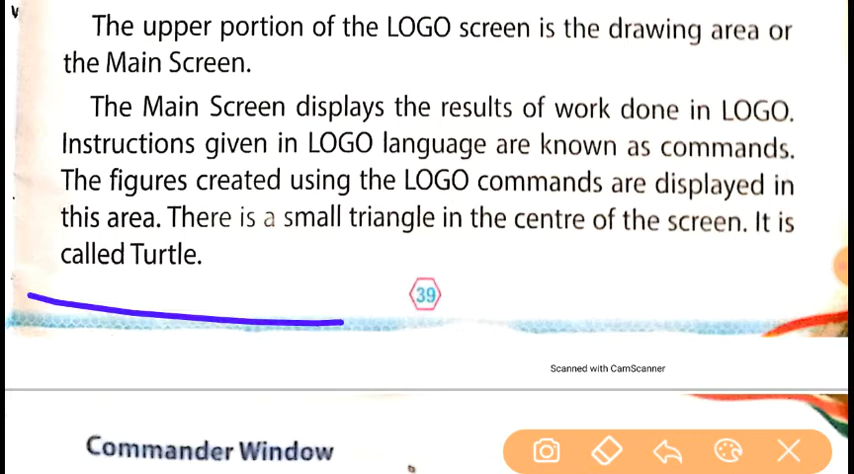 The upper portion of the LOGO screen is the drawing area or
the Main Screen.
The Main Screen displays the results of work done in LOGO.
Instructions given in LOGO language are known as commands.
The figures created using the LOGO commands are displayed in
this area. There is a small triangle in the centre of the screen. It is
called Turtle.
39
Scanned with CamScanner
Commander Window